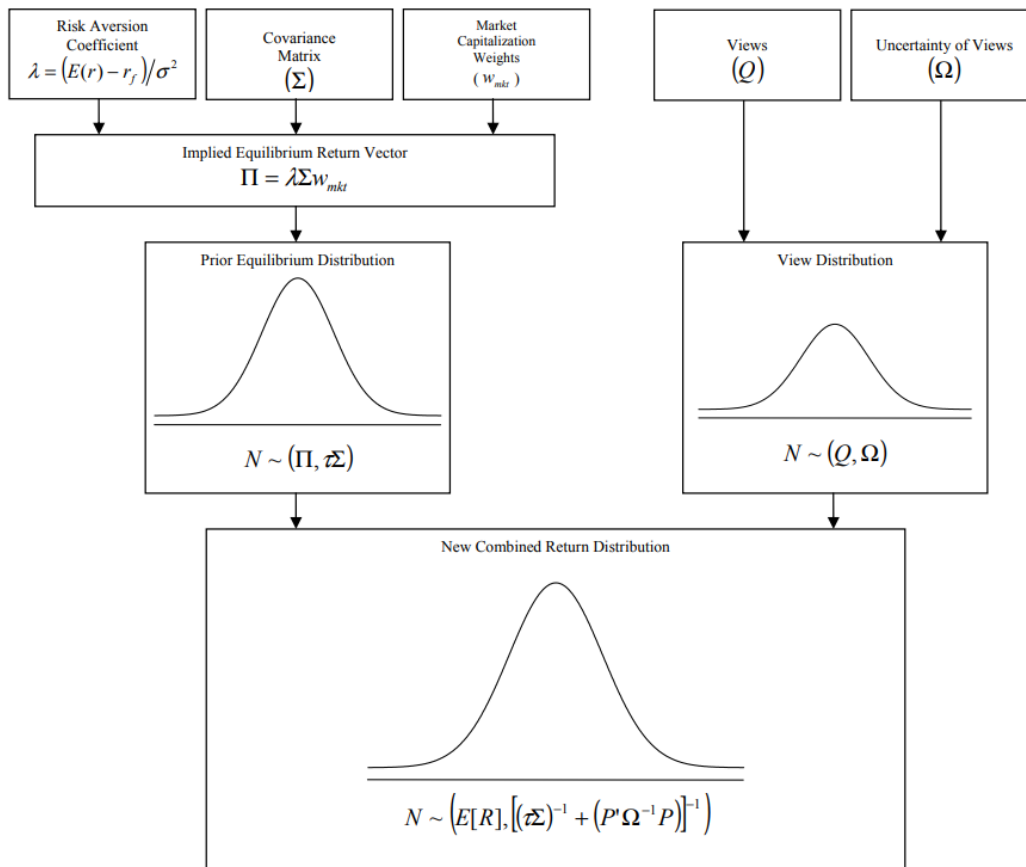 Risk Aversion
Coefficient
λ = (E(r) − r_f)/σ²
Covariance
Matrix
(Σ)
Market
Capitalization
Weights
(w_mkt)
Views
(Q)
Uncertainty of Views
(Ω)
Implied Equilibrium Return Vector
Π = λΣw_mkt
Prior Equilibrium Distribution
N ~ (Π, τΣ)
View Distribution
N ~ (Q, Ω)
New Combined Return Distribution
N ~ (E[R], [(τΣ)⁻¹ + (P'Ω⁻¹P)]⁻¹)